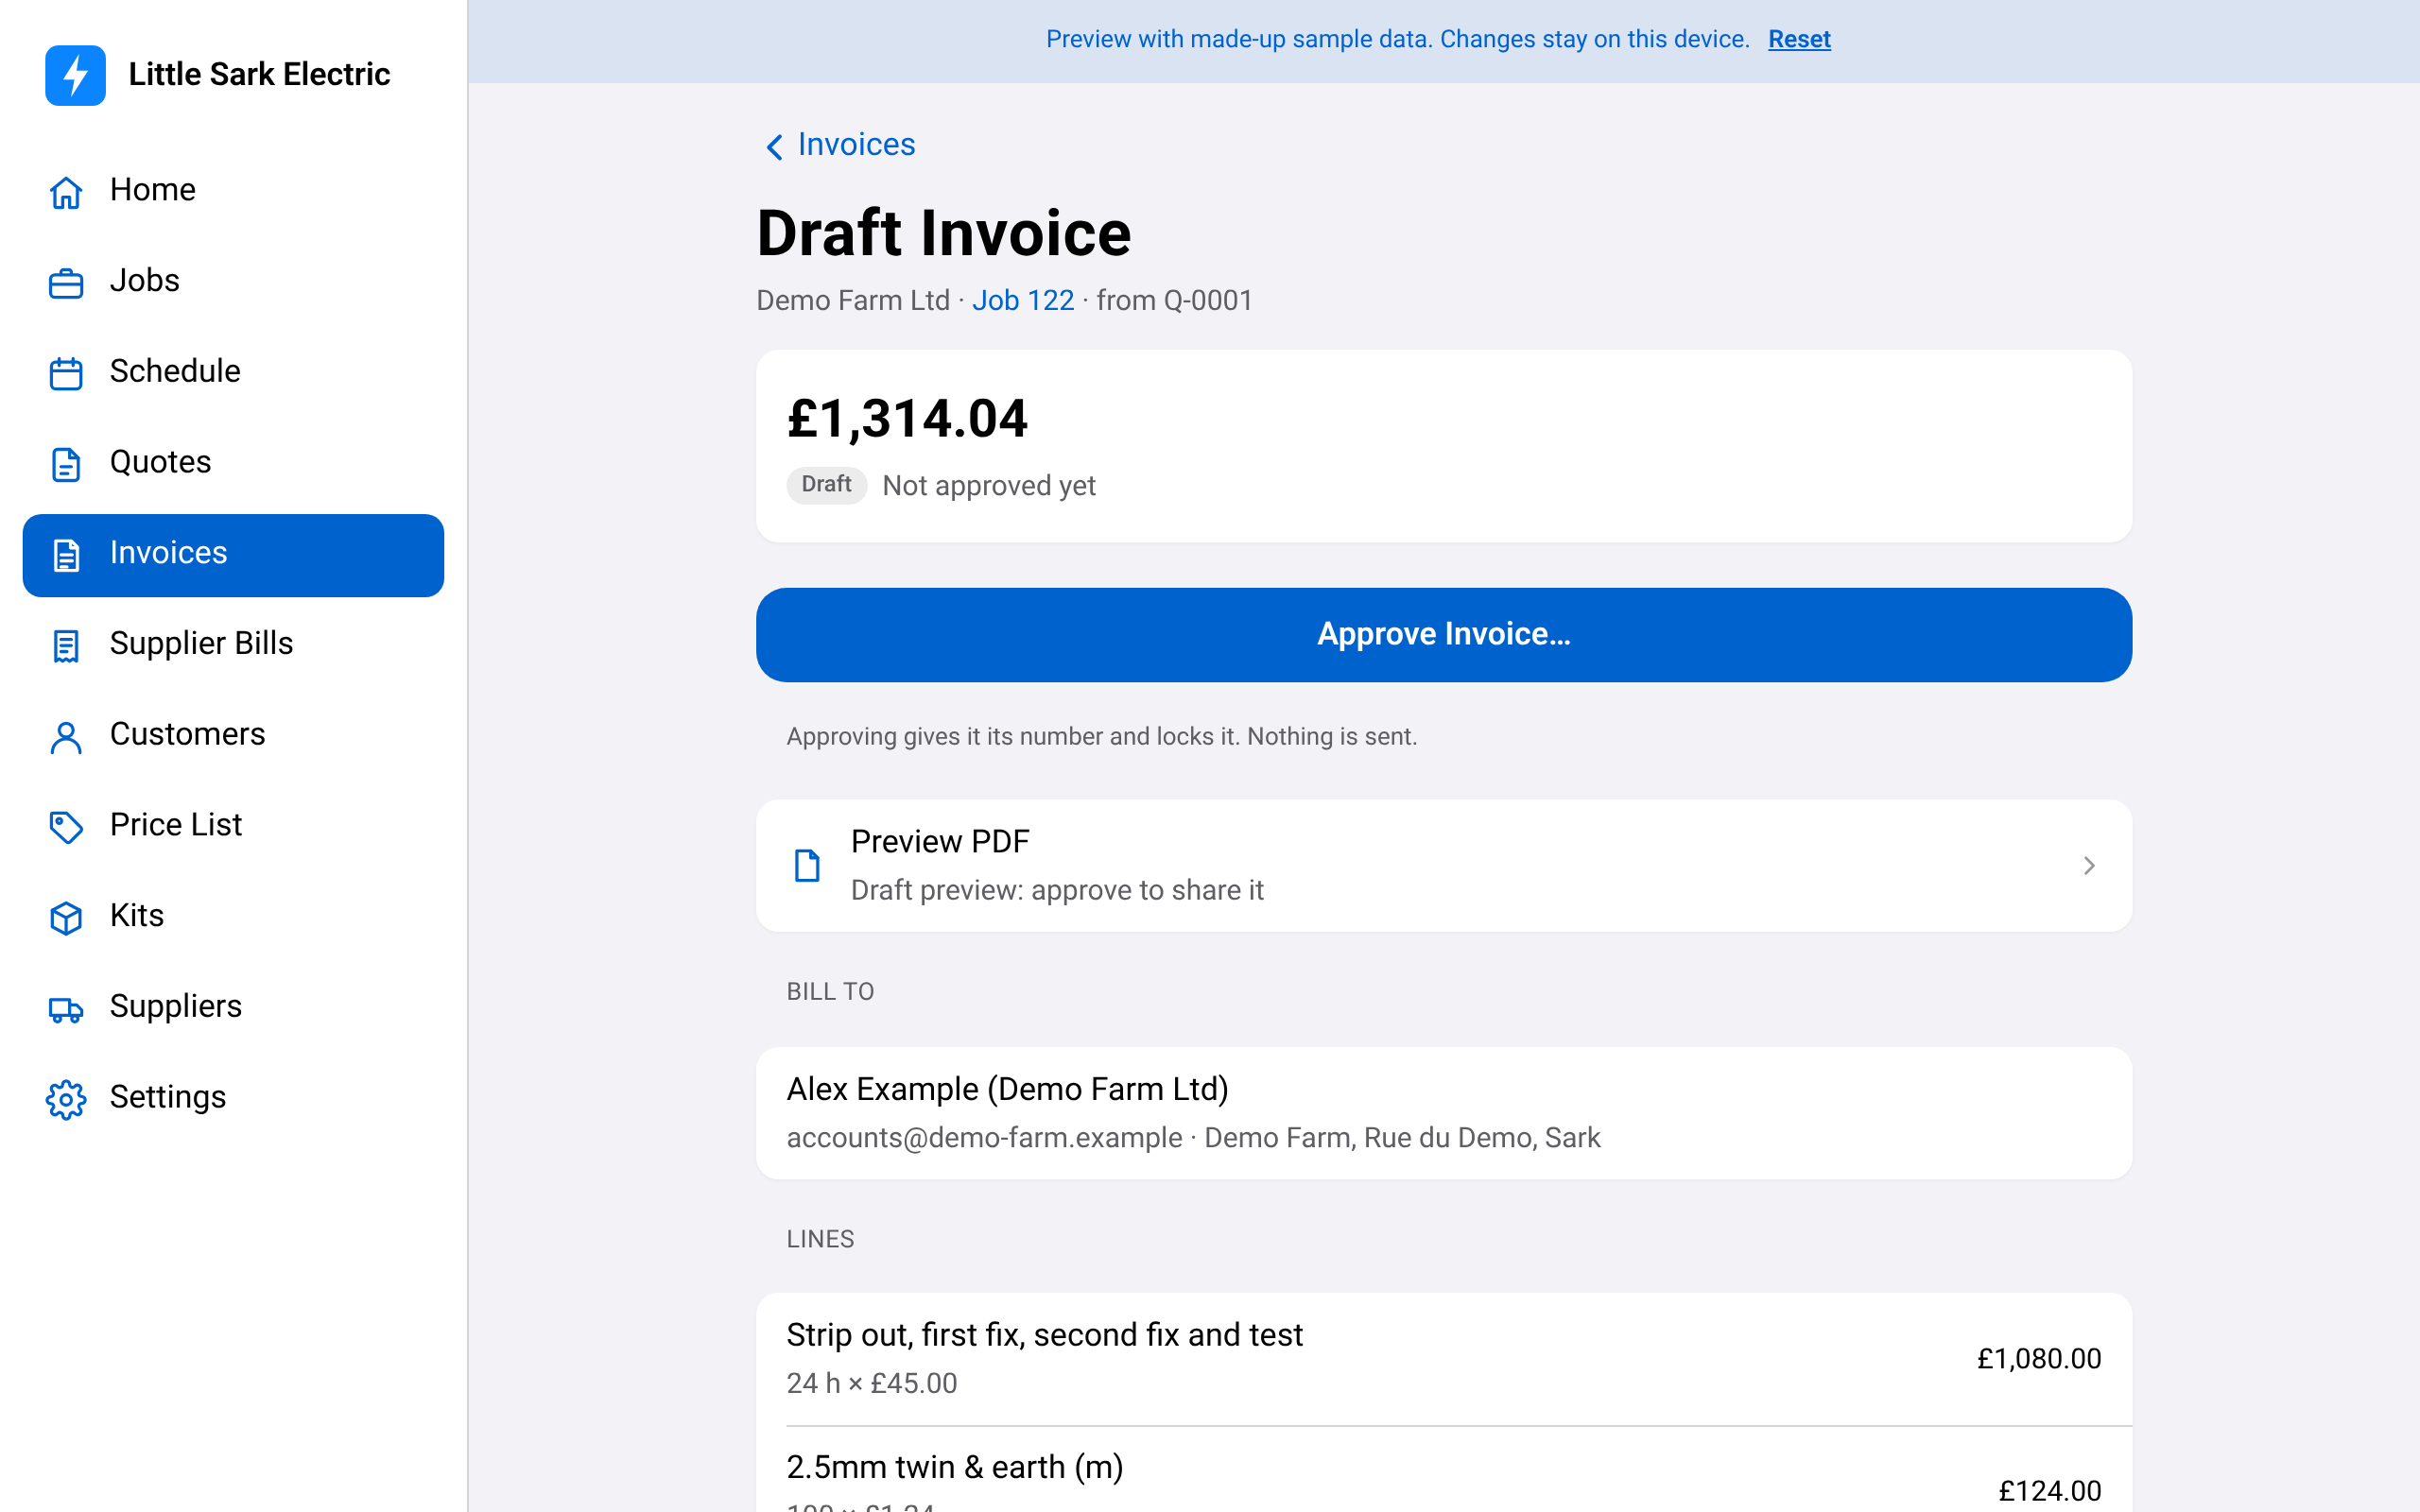 Little Sark Electric
Home
Jobs
Schedule
Quotes
Invoices
Supplier Bills
Customers
Price List
Kits
Suppliers
Settings
Preview with made-up sample data. Changes stay on this device. Reset
Invoices
Draft Invoice
Demo Farm Ltd · Job 122 · from Q-0001
£1,314.04
Draft Not approved yet
Approve Invoice…
Approving gives it its number and locks it. Nothing is sent.
Preview PDF
Draft preview: approve to share it
BILL TO
Alex Example (Demo Farm Ltd)
accounts@demo-farm.example · Demo Farm, Rue du Demo, Sark
LINES
Strip out, first fix, second fix and test
24 h × £45.00
£1,080.00
2.5mm twin & earth (m)
£124.00